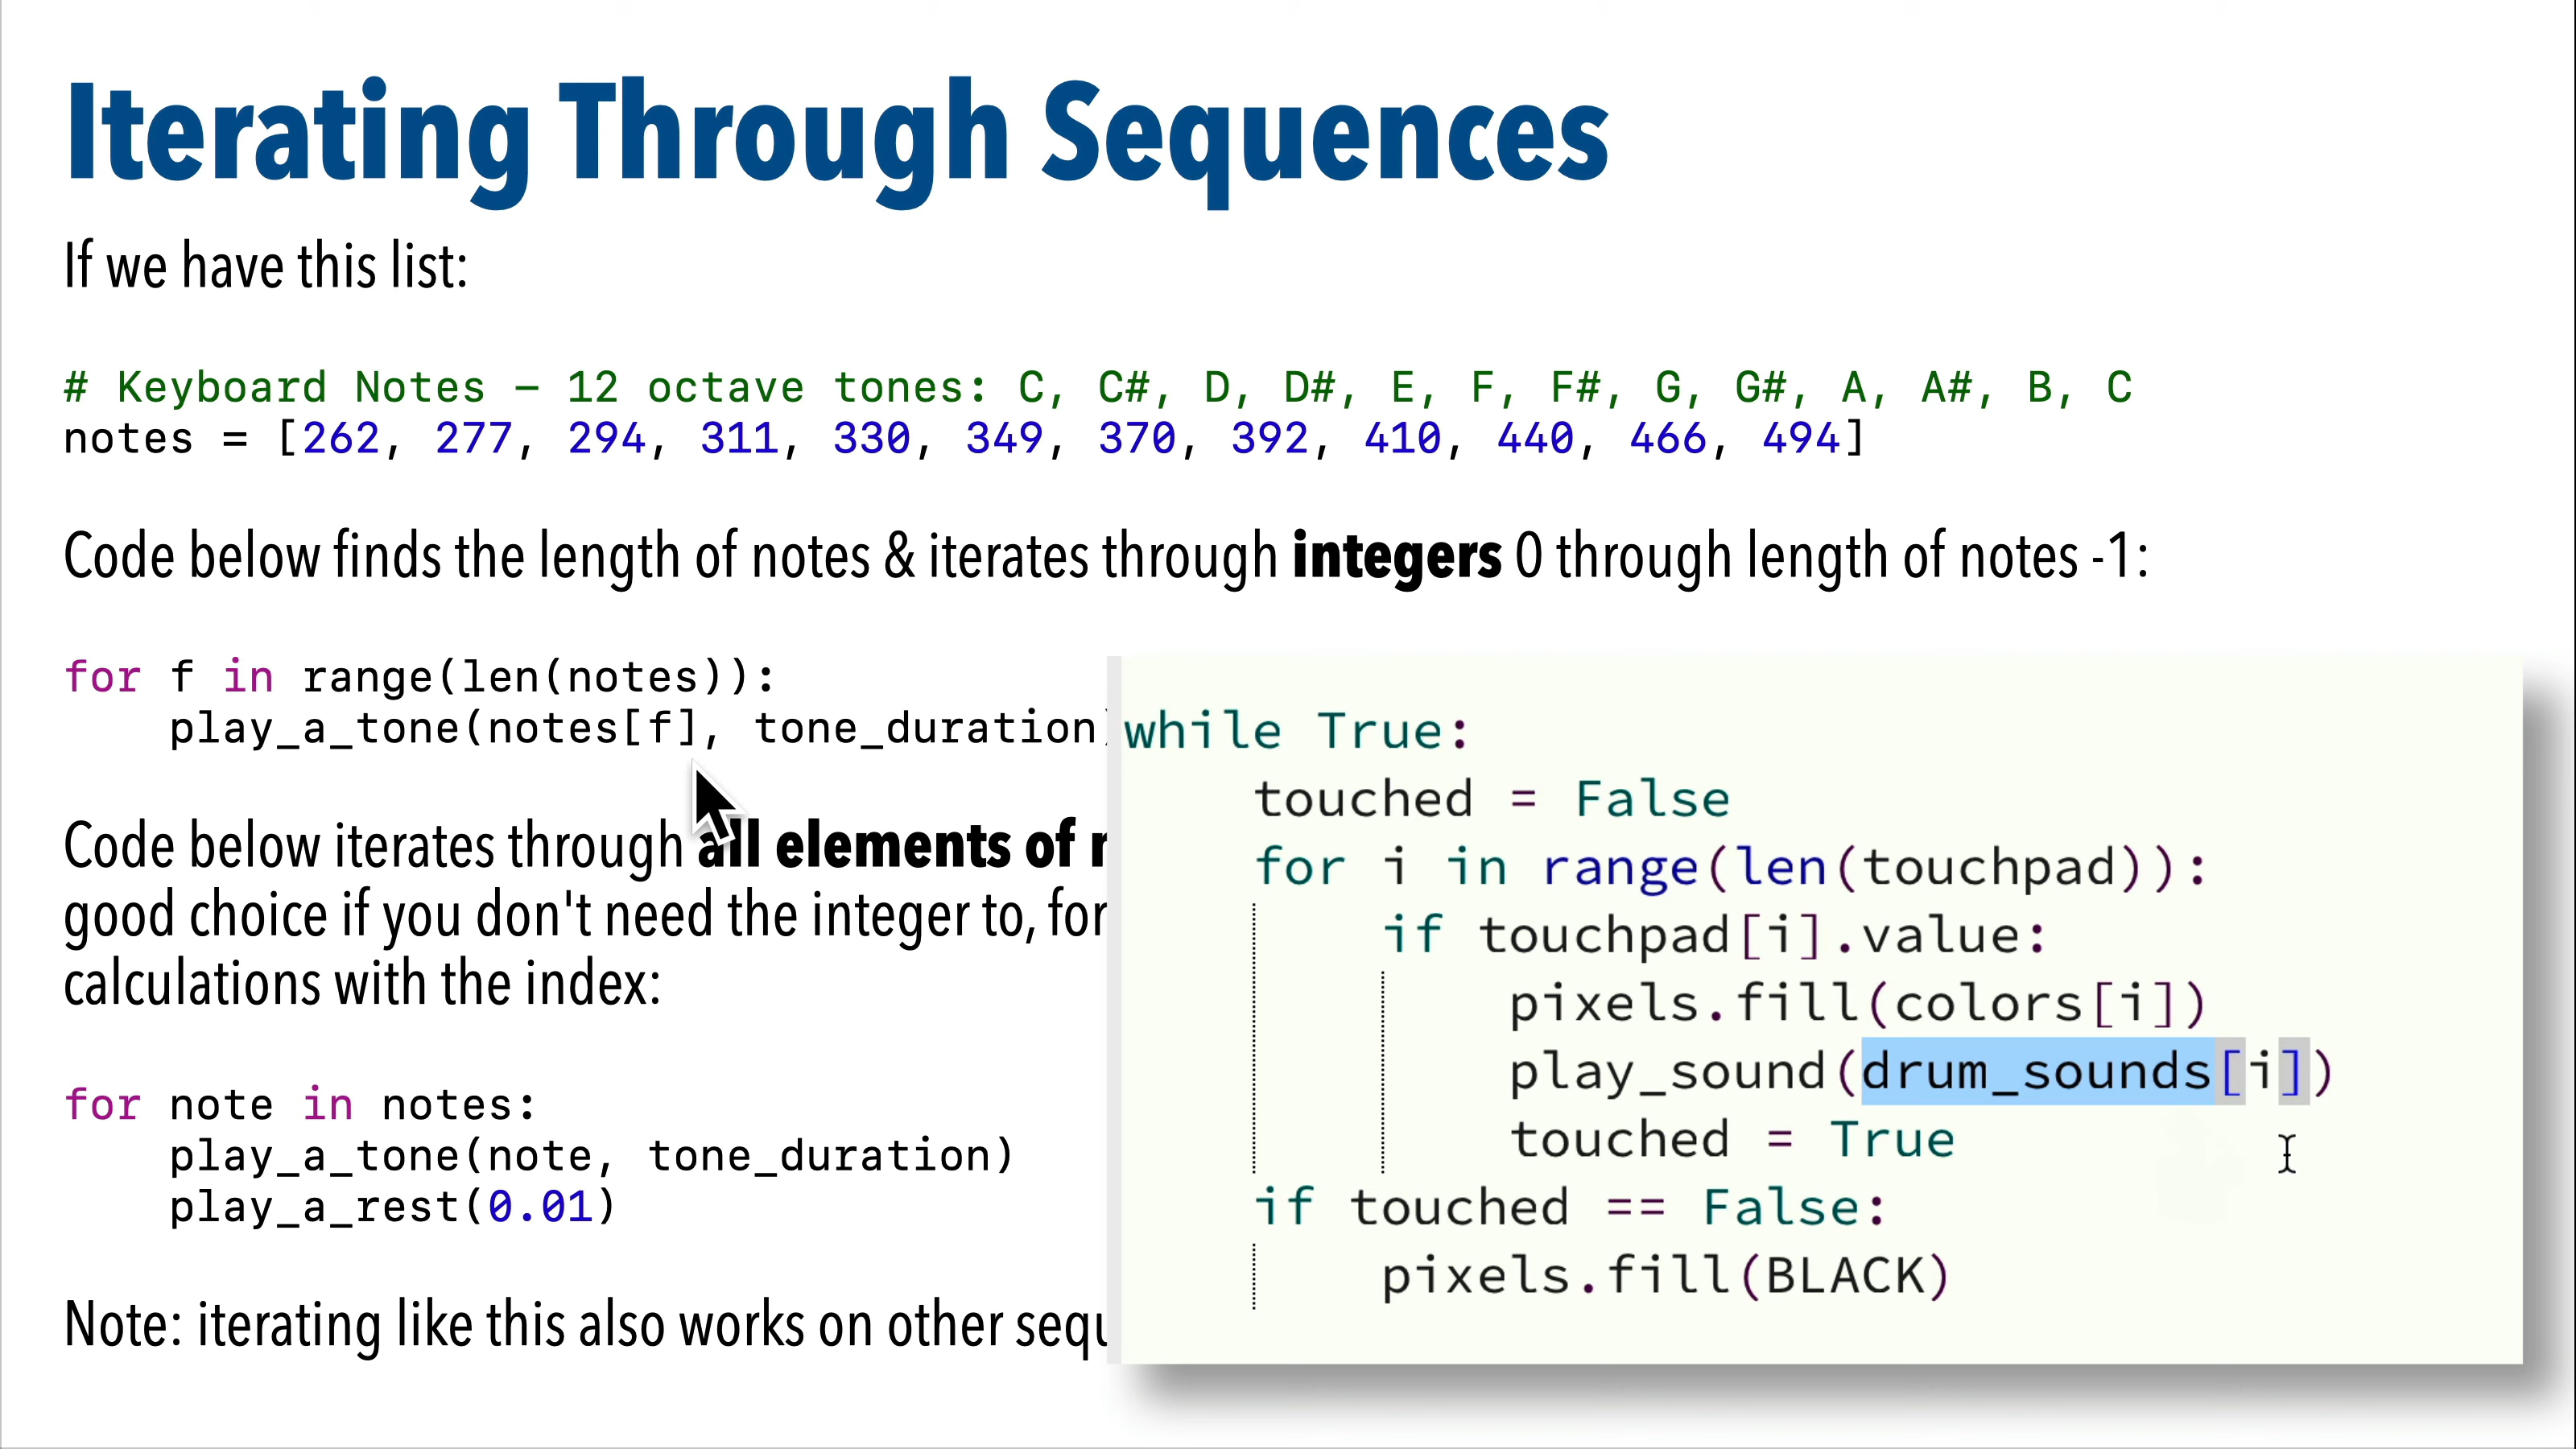 Iterating Through Sequences
If we have this list:
# Keyboard Notes – 12 octave tones: C, C#, D, D#, E, F, F#, G, G#, A, A#, B, C
notes = [262, 277, 294, 311, 330, 349, 370, 392, 410, 440, 466, 494]
Code below finds the length of notes & iterates through integers 0 through length of notes -1:
for f in range(len(notes)):
    play_a_tone(notes[f], tone_duration)
Code below iterates through all elements of
good choice if you don't need the integer to, for
calculations with the index:
for note in notes:
    play_a_tone(note, tone_duration)
    play_a_rest(0.01)
Note: iterating like this also works on other
while True:
    touched = False
    for i in range(len(touchpad)):
        if touchpad[i].value:
            pixels.fill(colors[i])
            play_sound(drum_sounds[i])
            touched = True
    if touched == False:
        pixels.fill(BLACK)